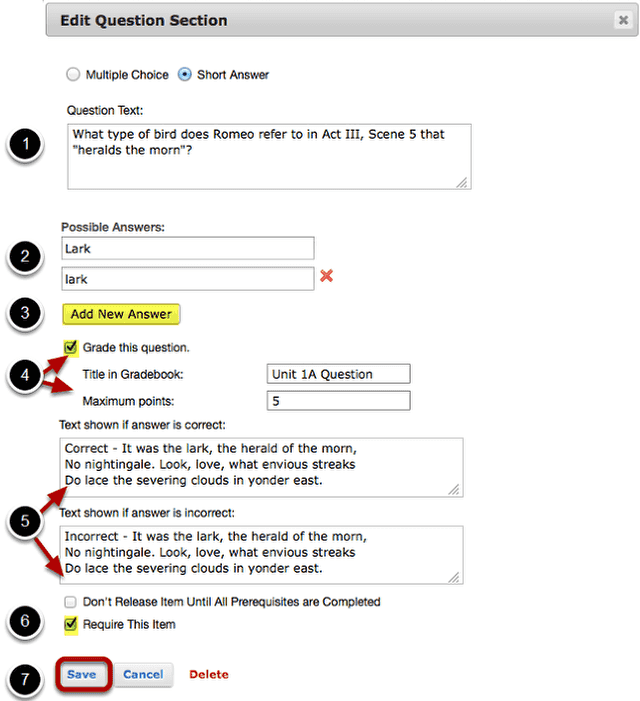 Edit Question Section
Multiple Choice Short Answer
Question Text:
1
What type of bird does Romeo refer to in Act III, Scene 5 that
"heralds the morn"?
Possible Answers:
2
Lark
lark
3
Add New Answer
Grade this question.
4
Title in Gradebook: Unit 1A Question
Maximum points: 5
Text shown if answer is correct:
Correct - It was the lark, the herald of the morn,
No nightingale. Look, love, what envious streaks
Do lace the severing clouds in yonder east.
5
Text shown if answer is incorrect:
Incorrect - It was the lark, the herald of the morn,
No nightingale. Look, love, what envious streaks
Do lace the severing clouds in yonder east.
Don't Release Item Until All Prerequisites are Completed
6
Require This Item
7
Save Cancel Delete